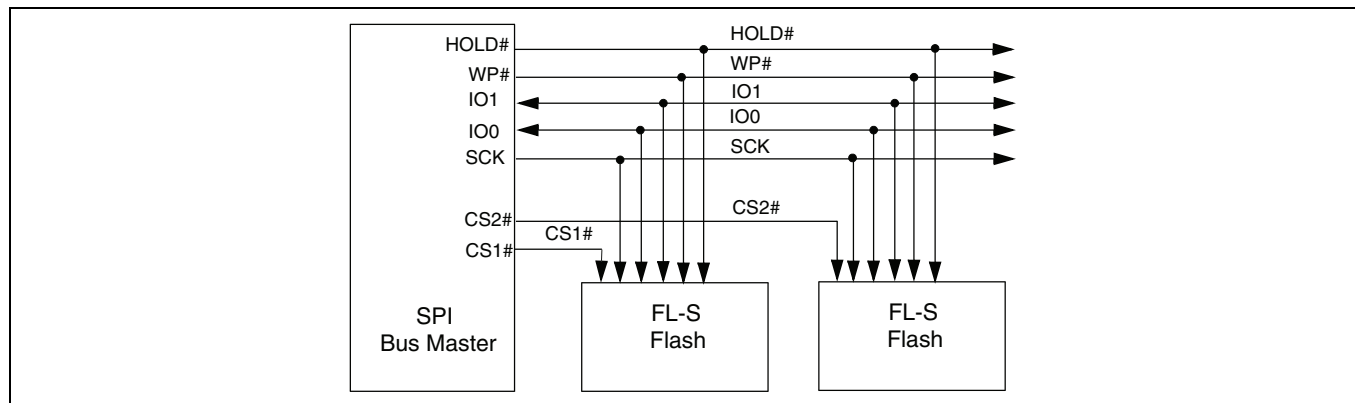 HOLD#
HOLD#
WP#
WP#
IO1
IO1
IO0
IO0
SCK
SCK
CS2#
CS2#
CS1#
CS1#
SPI
Bus Master
FL-S
Flash
FL-S
Flash